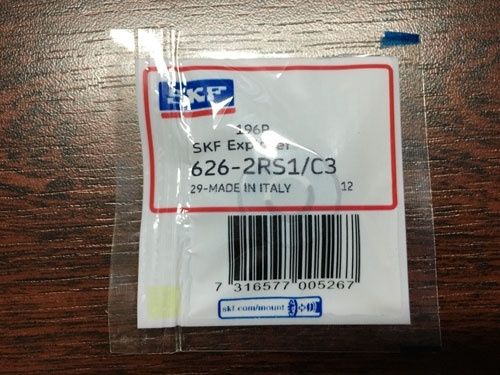 SKF
196P
SKF Explorer
626-2RS1/C3
29-MADE IN ITALY 12
7 316577 005267
skf.com/mount